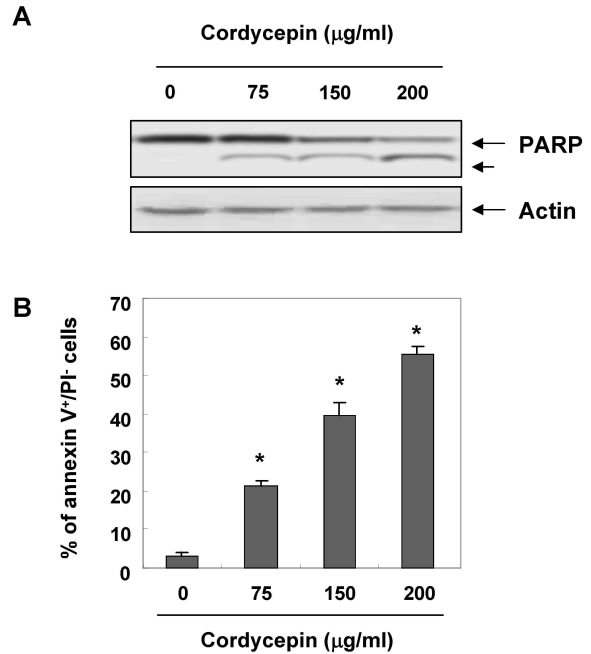 A
Cordycepin (μg/ml)
0 75 150 200
PARP
Actin
B
% of annexin V⁺/PI⁻ cells
70
60
50
40
30
20
10
0
*
*
*
0 75 150 200
Cordycepin (μg/ml)